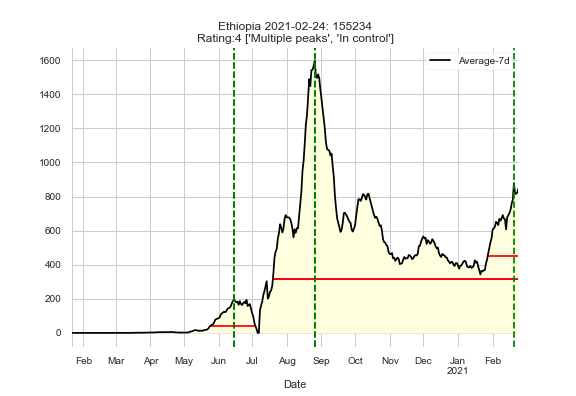 Ethiopia 2021-02-24: 155234
Rating:4 ['Multiple peaks', 'In control']
Average-7d
1600
1400
1200
1000
800
600
400
200
0
Feb Mar Apr May Jun Jul Aug Sep Oct Nov Dec Jan Feb
2021
Date